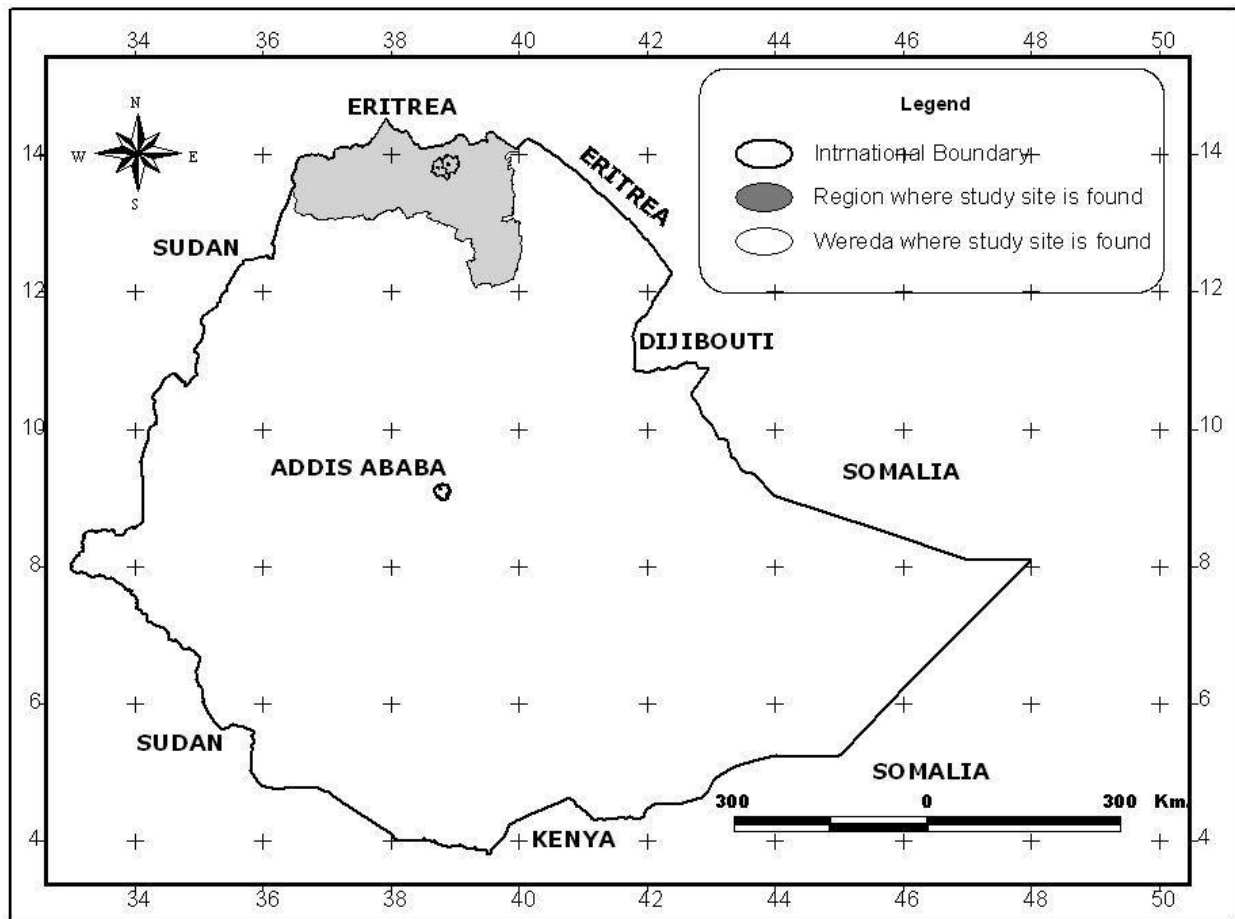 34 36 38 40 42 44 46 48 50
ERITREA
Legend
N
W E
S
Intrnational Boundary
Region where study site is found
Wereda where study site is found
14 14
ERITREA
SUDAN
12 12
DIJIBOUTI
10 10
ADDIS ABABA
SOMALIA
8 8
6 6
SUDAN
SOMALIA
300 0 300 Km.
KENYA
4 4
34 36 38 40 42 44 46 48 50